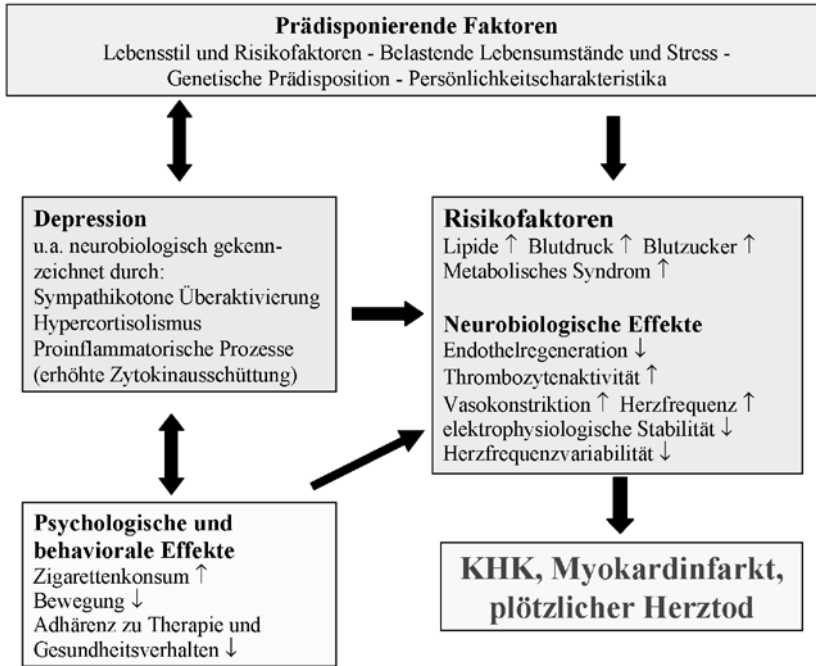 Prädisponierende Faktoren
Lebensstil und Risikofaktoren - Belastende Lebensumstände und Stress -
Genetische Prädisposition - Persönlichkeitscharakteristika
Depression
u.a. neurobiologisch gekenn-
zeichnet durch:
Sympathikotone Überaktivierung
Hypercortisolismus
Proinflammatorische Prozesse
(erhöhte Zytokinausschüttung)
Risikofaktoren
Lipide ↑ Blutdruck ↑ Blutzucker ↑
Metabolisches Syndrom ↑
Neurobiologische Effekte
Endothelregeneration ↓
Thrombozytenaktivität ↑
Vasokonstriktion ↑ Herzfrequenz ↑
elektrophysiologische Stabilität ↓
Herzfrequenzvariabilität ↓
Psychologische und
behaviorale Effekte
Zigarettenkonsum ↑
Bewegung ↓
Adhärenz zu Therapie und
Gesundheitsverhalten ↓
KHK, Myokardinfarkt,
plötzlicher Herztod